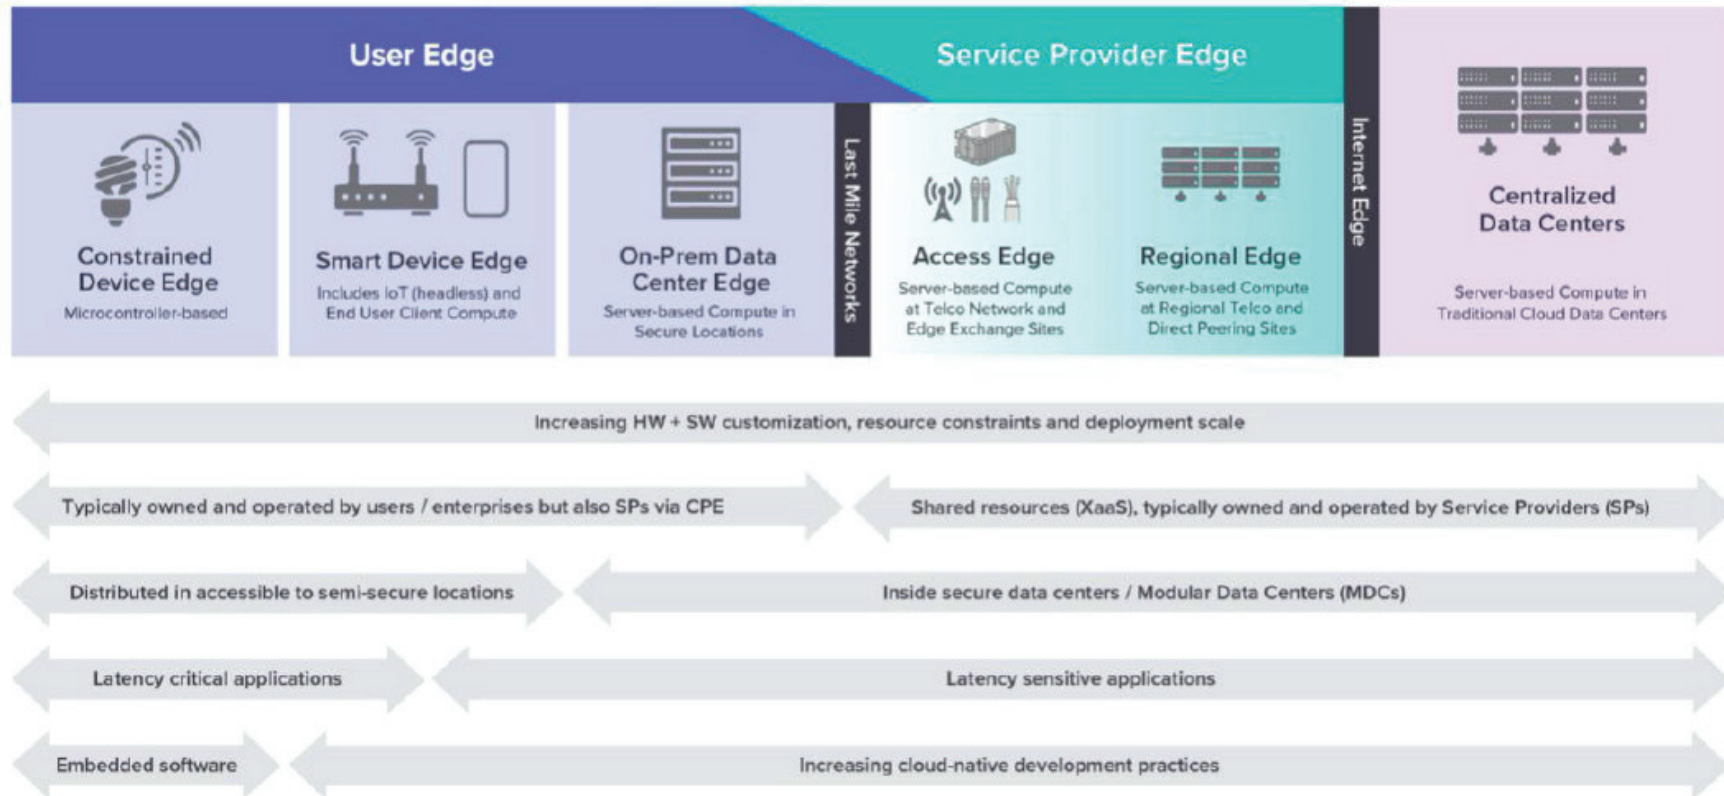 User Edge
Service Provider Edge
Constrained
Device Edge
Microcontroller-based
Smart Device Edge
Includes IoT (headless) and
End User Client Compute
On-Prem Data
Center Edge
Server-based Compute in
Secure Locations
Last Mile Networks
Access Edge
Server-based Compute
at Telco Network and
Edge Exchange Sites
Regional Edge
Server-based Compute
at Regional Telco and
Direct Peering Sites
Internet Edge
Centralized
Data Centers
Server-based Compute in
Traditional Cloud Data Centers
Increasing HW + SW customization, resource constraints and deployment scale
Typically owned and operated by users / enterprises but also SPs via CPE
Shared resources (XaaS), typically owned and operated by Service Providers (SPs)
Distributed in accessible to semi-secure locations
Inside secure data centers / Modular Data Centers (MDCs)
Latency critical applications
Latency sensitive applications
Embedded software
Increasing cloud-native development practices